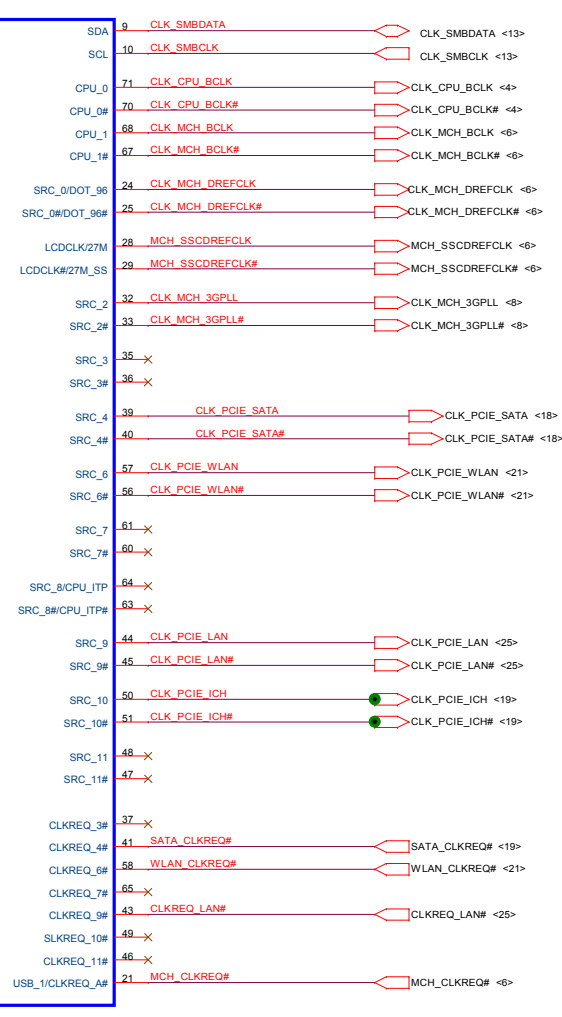 SDA 9 CLK_SMBDATA CLK_SMBDATA <13>
SCL 10 CLK_SMBCLK CLK_SMBCLK <13>
CPU_0 71 CLK_CPU_BCLK CLK_CPU_BCLK <4>
CPU_0# 70 CLK_CPU_BCLK# CLK_CPU_BCLK# <4>
CPU_1 68 CLK_MCH_BCLK CLK_MCH_BCLK <6>
CPU_1# 67 CLK_MCH_BCLK# CLK_MCH_BCLK# <6>
SRC_0/DOT_96 24 CLK_MCH_DREFCLK CLK_MCH_DREFCLK <6>
SRC_0#/DOT_96# 25 CLK_MCH_DREFCLK# CLK_MCH_DREFCLK# <6>
LCDCLK/27M 28 MCH_SSCDREFCLK MCH_SSCDREFCLK <6>
LCDCLK#/27M_SS 29 MCH_SSCDREFCLK# MCH_SSCDREFCLK# <6>
SRC_2 32 CLK_MCH_3GPLL CLK_MCH_3GPLL <8>
SRC_2# 33 CLK_MCH_3GPLL# CLK_MCH_3GPLL# <8>
SRC_3 35
SRC_3# 36
SRC_4 39 CLK_PCIE_SATA CLK_PCIE_SATA <18>
SRC_4# 40 CLK_PCIE_SATA# CLK_PCIE_SATA# <18>
SRC_6 57 CLK_PCIE_WLAN CLK_PCIE_WLAN <21>
SRC_6# 56 CLK_PCIE_WLAN# CLK_PCIE_WLAN# <21>
SRC_7 61
SRC_7# 60
SRC_8/CPU_ITP 64
SRC_8#/CPU_ITP# 63
SRC_9 44 CLK_PCIE_LAN CLK_PCIE_LAN <25>
SRC_9# 45 CLK_PCIE_LAN# CLK_PCIE_LAN# <25>
SRC_10 50 CLK_PCIE_ICH CLK_PCIE_ICH <19>
SRC_10# 51 CLK_PCIE_ICH# CLK_PCIE_ICH# <19>
SRC_11 48
SRC_11# 47
CLKREQ_3# 37
CLKREQ_4# 41 SATA_CLKREQ# SATA_CLKREQ# <19>
CLKREQ_6# 58 WLAN_CLKREQ# WLAN_CLKREQ# <21>
CLKREQ_7# 65
CLKREQ_9# 43 CLKREQ_LAN# CLKREQ_LAN# <25>
SLKREQ_10# 49
CLKREQ_11# 46
USB_1/CLKREQ_A# 21 MCH_CLKREQ# MCH_CLKREQ# <6>